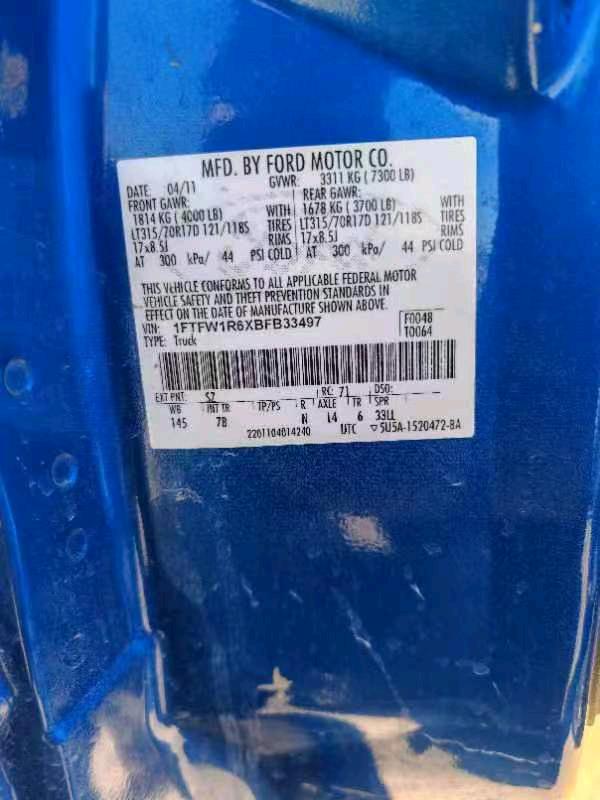 MFD. BY FORD MOTOR CO.
DATE: 04/11 GVWR: 3311 KG ( 7300 LB)
FRONT GAWR: REAR GAWR:
1814 KG ( 4000 LB) WITH 1678 KG ( 3700 LB) WITH
LT315/70R17D 121/118S TIRES LT315/70R17D 121/118S TIRES
17x8.5J RIMS 17x8.5J RIMS
AT 300 kPa/ 44 PSI COLD AT 300 kPa/ 44 PSI COLD
THIS VEHICLE CONFORMS TO ALL APPLICABLE FEDERAL MOTOR
VEHICLE SAFETY AND THEFT PREVENTION STANDARDS IN
EFFECT ON THE DATE OF MANUFACTURE SHOWN ABOVE.
VIN: 1FTFW1R6XBFB33497 F0048
TYPE: Truck T0064
EXT PNT: SZ RC: 71 DSO:
WB INT TR TP/PS R AXLE TR SPR
145 7B N L4 6 33LL
UTC ▽5U5A-1520472-BA